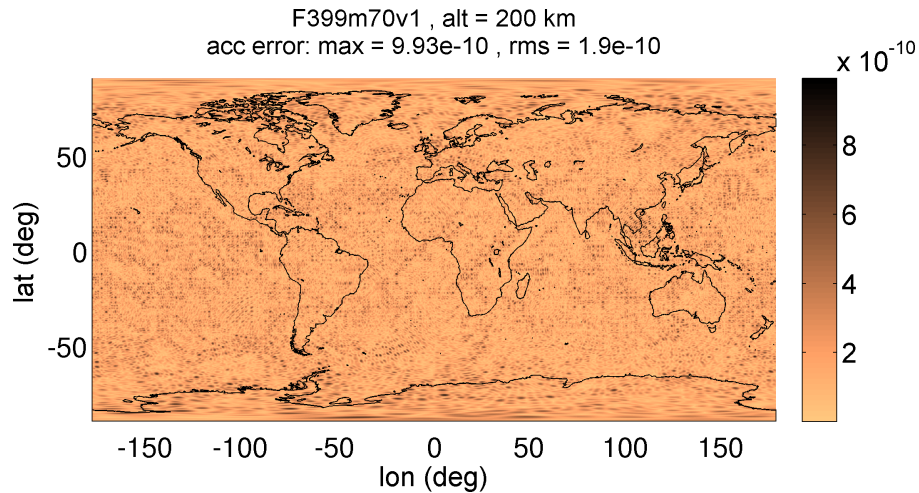 F399m70v1 , alt = 200 km
acc error: max = 9.93e-10 , rms = 1.9e-10
x 10⁻¹⁰
8
6
4
2
50
0
-50
lat (deg)
-150 -100 -50 0 50 100 150
lon (deg)